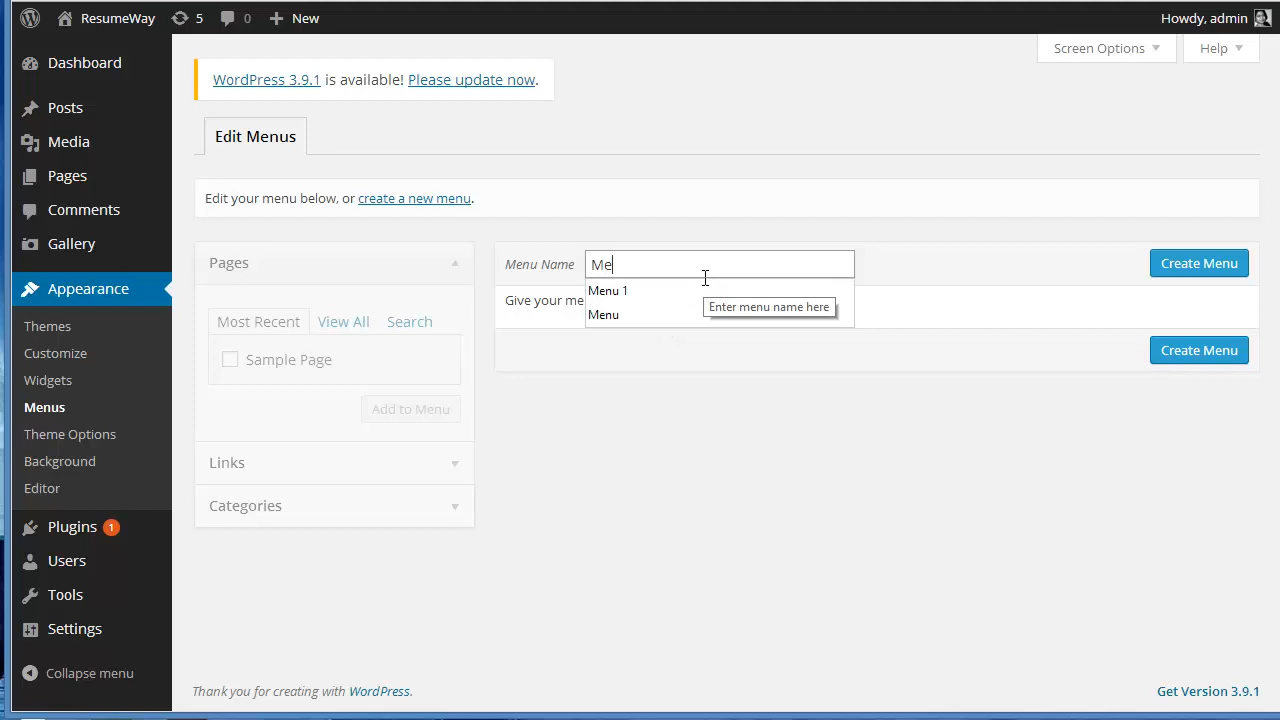 ResumeWay 5 0 New Howdy, admin
Screen Options Help
Dashboard
Posts
Media
Pages
Comments
Gallery
Appearance
Themes
Customize
Widgets
Menus
Theme Options
Background
Editor
Plugins 1
Users
Tools
Settings
Collapse menu
WordPress 3.9.1 is available! Please update now.
Edit Menus
Edit your menu below, or create a new menu.
Pages
Most Recent View All Search
Sample Page
Add to Menu
Links
Categories
Menu Name Me Create Menu
Give your me
Menu 1
Menu
Enter menu name here
Create Menu
Thank you for creating with WordPress. Get Version 3.9.1